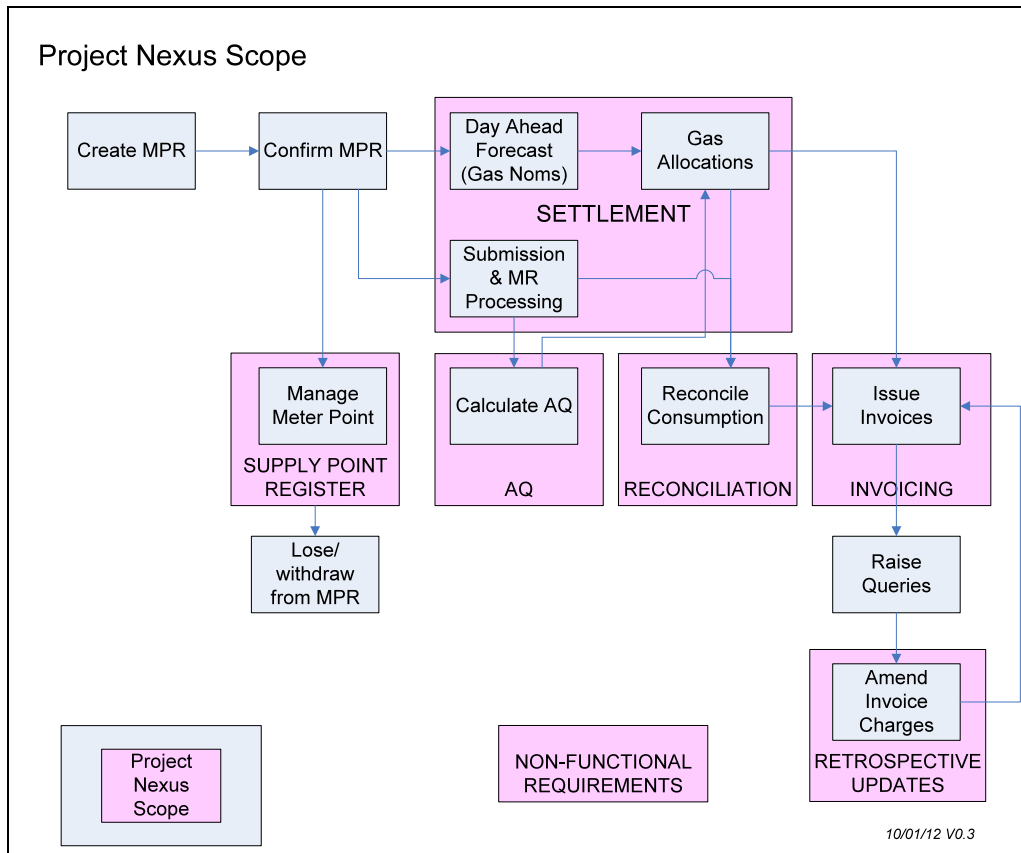 Project Nexus Scope
Create MPR
Confirm MPR
Day Ahead
Forecast
(Gas Noms)
Gas
Allocations
SETTLEMENT
Submission
& MR
Processing
Manage
Meter Point
SUPPLY POINT
REGISTER
Calculate AQ
AQ
Reconcile
Consumption
RECONCILIATION
Issue
Invoices
INVOICING
Lose/
withdraw
from MPR
Raise
Queries
Amend
Invoice
Charges
RETROSPECTIVE
UPDATES
Project
Nexus
Scope
NON-FUNCTIONAL
REQUIREMENTS
10/01/12 V0.3